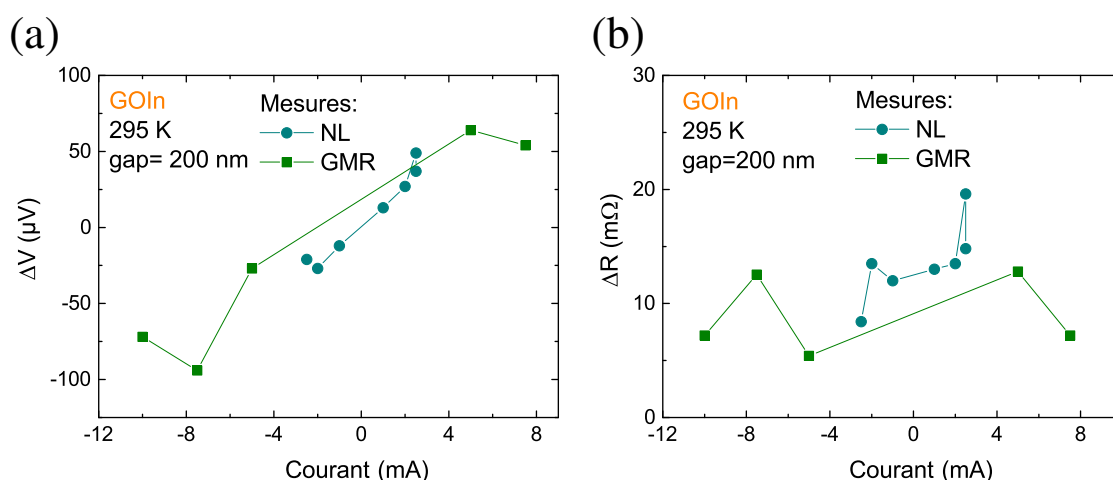 (a)
(b)
100
50
0
-50
-100
ΔV (µV)
GOIn
295 K
gap= 200 nm
Mesures:
NL
GMR
-12
-8
-4
0
4
8
Courant (mA)
30
20
10
0
ΔR (mΩ)
GOIn
295 K
gap=200 nm
Mesures:
NL
GMR
-12
-8
-4
0
4
8
Courant (mA)